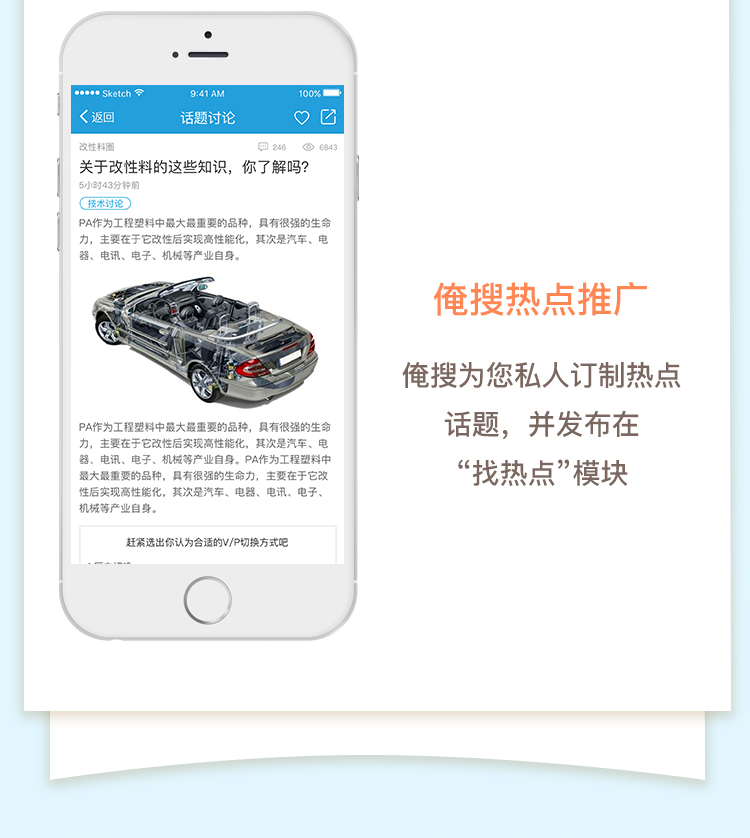 Sketch
9:41 AM
100%
返回
话题讨论
改性料圈
246
6843
关于改性料的这些知识，你了解吗？
5小时43分钟前
技术讨论
PA作为工程塑料中最大最重要的品种，具有很强的生命
力，主要在于它改性后实现高性能化，其次是汽车、电
器、电讯、电子、机械等产业自身。
PA作为工程塑料中最大最重要的品种，具有很强的生命
力，主要在于它改性后实现高性能化，其次是汽车、电
器、电讯、电子、机械等产业自身。PA作为工程塑料中
最大最重要的品种，具有很强的生命力，主要在于它改
性后实现高性能化，其次是汽车、电器、电讯、电子、
机械等产业自身。
赶紧选出你认为合适的V/P切换方式吧
俺搜热点推广
俺搜为您私人订制热点
话题，并发布在
“找热点”模块